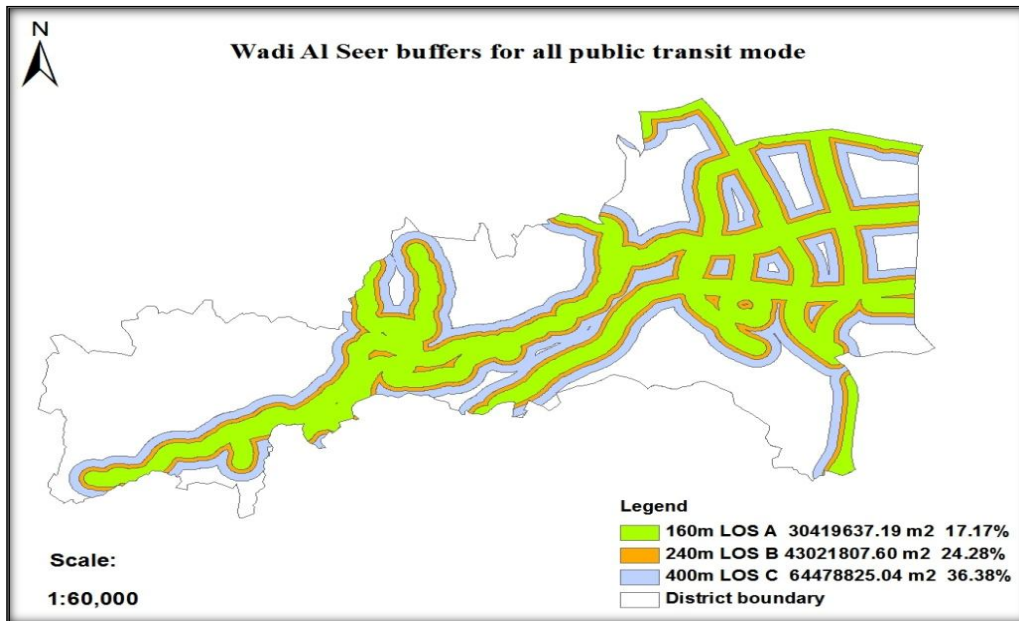 N
Wadi Al Seer buffers for all public transit mode
Legend
160m LOS A 30419637.19 m2 17.17%
240m LOS B 43021807.60 m2 24.28%
400m LOS C 64478825.04 m2 36.38%
District boundary
Scale:
1:60,000